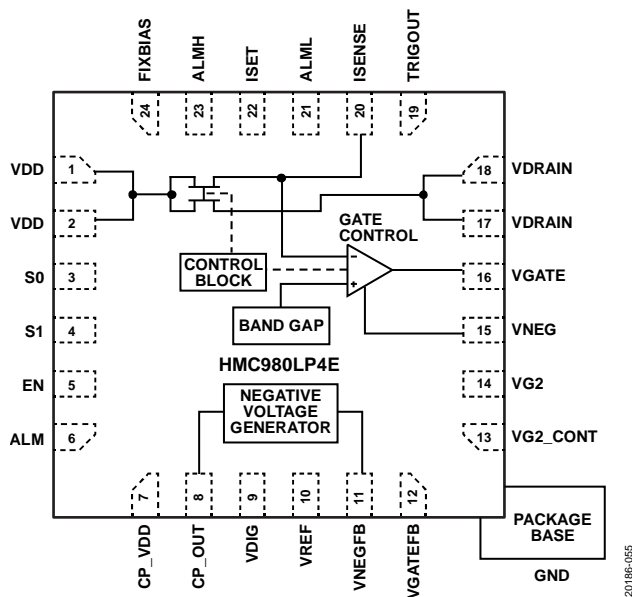 FIXBIAS
ALMH
ISET
ALML
ISENSE
TRIGOUT
24
23
22
21
20
19
VDD
1
18
VDRAIN
VDD
2
17
VDRAIN
GATE
CONTROL
S0
3
CONTROL
BLOCK
−
+
16
VGATE
S1
4
BAND GAP
15
VNEG
HMC980LP4E
EN
5
14
VG2
NEGATIVE
VOLTAGE
GENERATOR
ALM
6
13
VG2_CONT
7
8
9
10
11
12
CP_VDD
CP_OUT
VDIG
VREF
VNEGFB
VGATEFB
PACKAGE
BASE
GND
20186-055